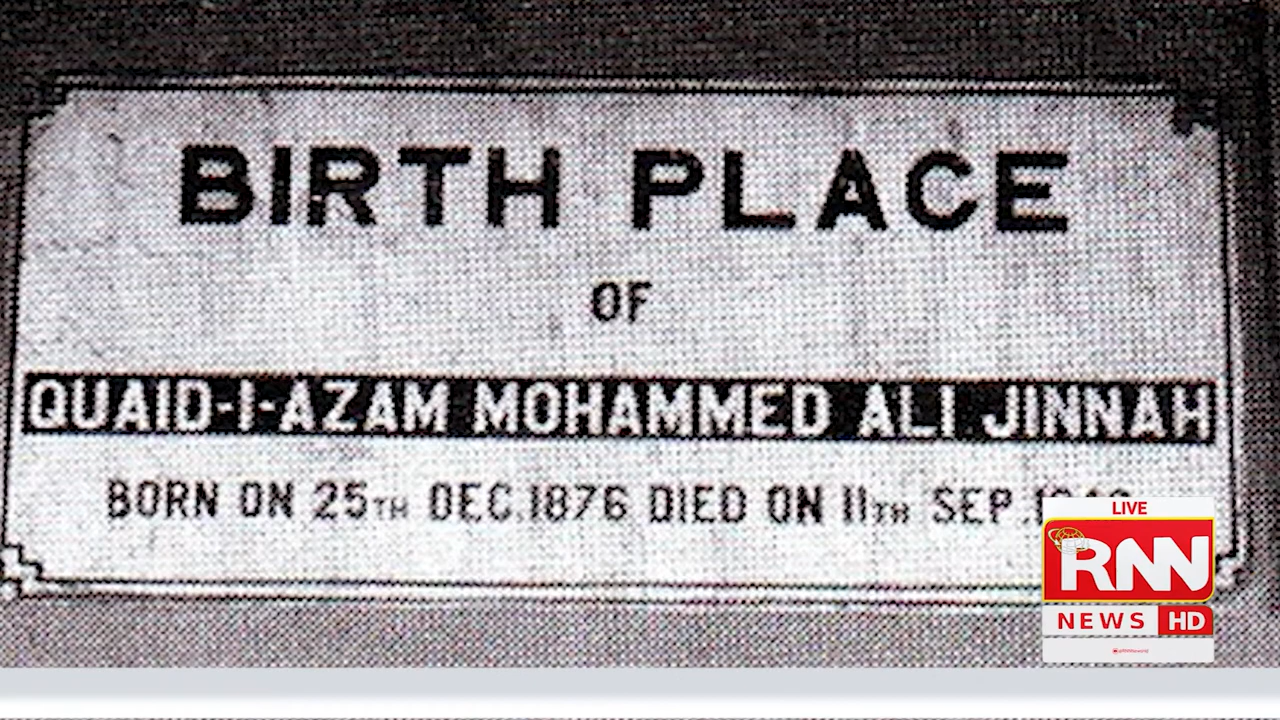 BIRTH PLACE
OF
QUAID-I-AZAM MOHAMMED ALI JINNAH
BORN ON 25TH DEC.1876 DIED ON 11TH SEP.
LIVE
RNN
NEWS HD